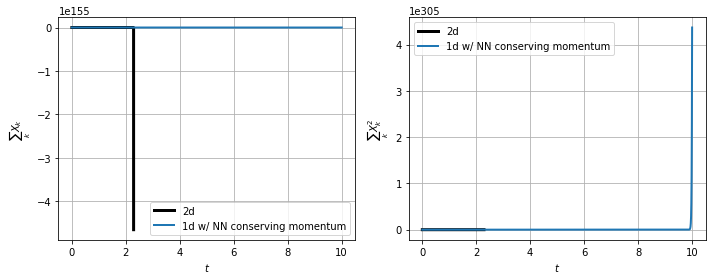 1e155
0
−1
−2
−3
−4
0
2
4
6
8
10
t
∑ₖ Xₖ
2d
1d w/ NN conserving momentum
1e305
4
3
2
1
0
0
2
4
6
8
10
t
∑ₖ Xₖ²
2d
1d w/ NN conserving momentum